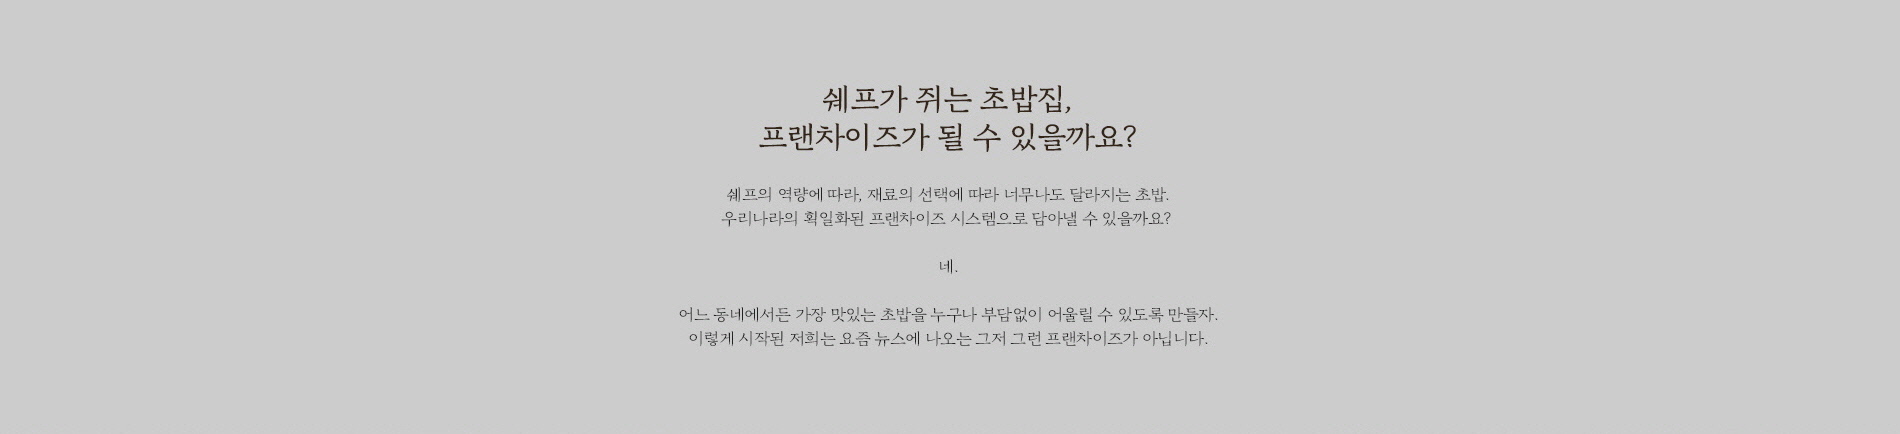 쉐프가 쥐는 초밥집,
프랜차이즈가 될 수 있을까요?
쉐프의 역량에 따라, 재료의 선택에 따라 너무나도 달라지는 초밥.
우리나라의 획일화된 프랜차이즈 시스템으로 담아낼 수 있을까요?
네.
어느 동네에서든 가장 맛있는 초밥을 누구나 부담없이 어울릴 수 있도록 만들자.
이렇게 시작된 저희는 요즘 뉴스에 나오는 그저 그런 프랜차이즈가 아닙니다.